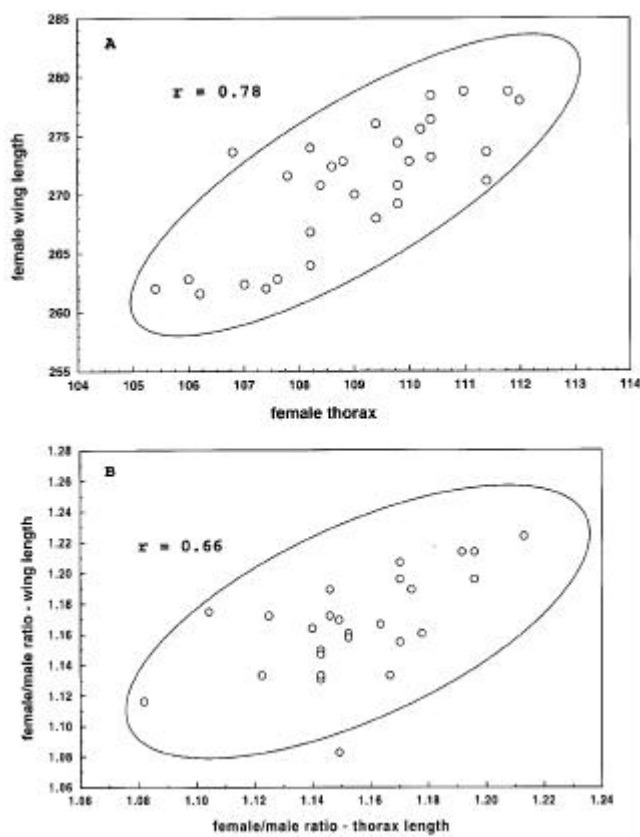 285
A
280
r = 0.78
275
female wing length
270
265
260
255
104 105 106 107 108 109 110 111 112 113 114
female thorax
1.28
B
1.26
1.24
r = 0.66
1.22
1.20
female/male ratio - wing length
1.18
1.16
1.14
1.12
1.10
1.08
1.06
1.06 1.08 1.10 1.12 1.14 1.16 1.18 1.20 1.22 1.24
female/male ratio - thorax length